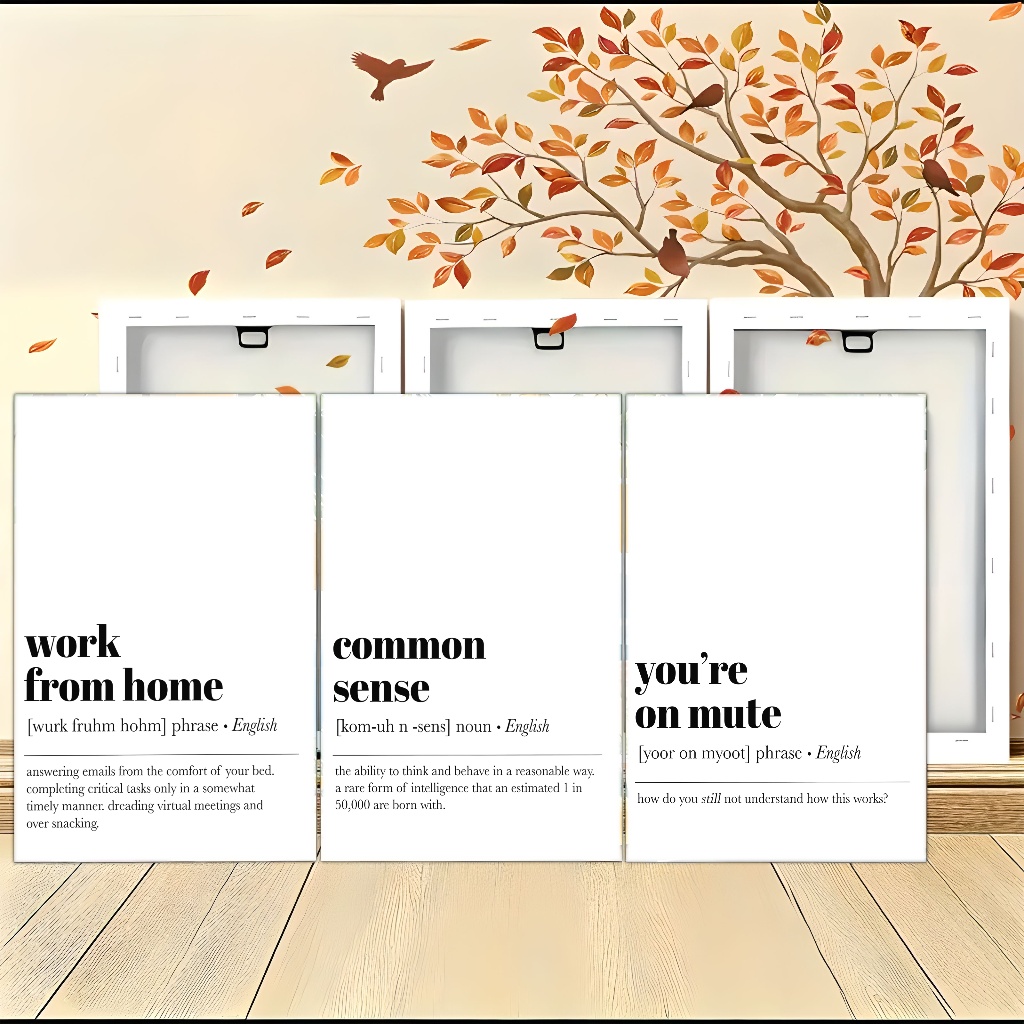 work
from home
[wurk fruhm hohm] phrase • English
answering emails from the comfort of your bed.
completing critical tasks only in a somewhat
timely manner. dreading virtual meetings and
over snacking.
common
sense
[kom-uh n -sens] noun • English
the ability to think and behave in a reasonable way.
a rare form of intelligence that an estimated 1 in
50,000 are born with.
you're
on mute
[yoor on myoot] phrase • English
how do you still not understand how this works?